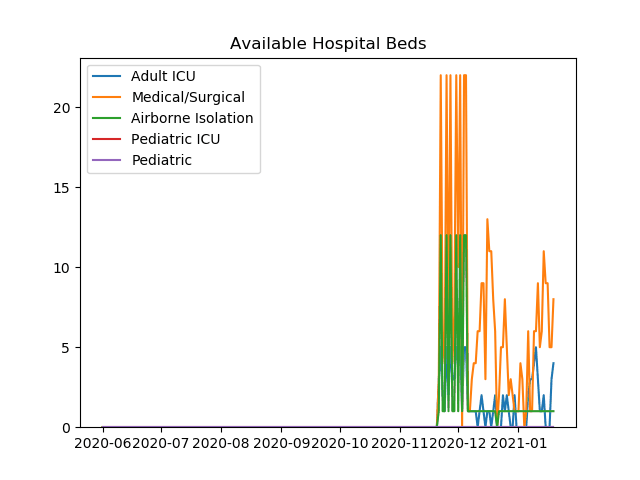 Available Hospital Beds
Adult ICU
Medical/Surgical
Airborne Isolation
Pediatric ICU
Pediatric
20
15
10
5
0
2020-06 2020-07 2020-08 2020-09 2020-10 2020-11 2020-12 2021-01